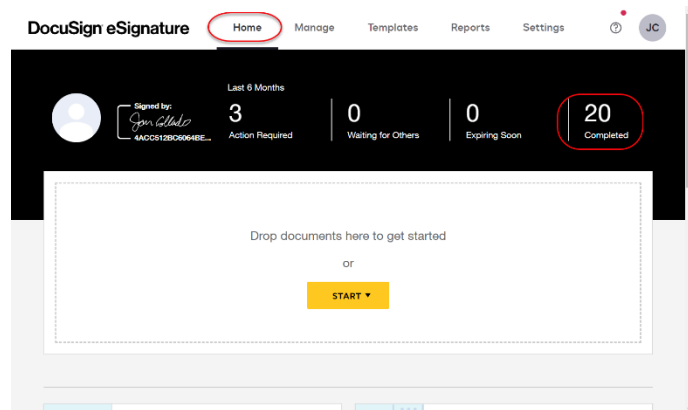 DocuSign eSignature Home Manage Templates Reports Settings ? JC
Last 6 Months
Signed by:
4ACC512BC6064BE...
3
Action Required
0
Waiting for Others
0
Expiring Soon
20
Completed
Drop documents here to get started
or
START